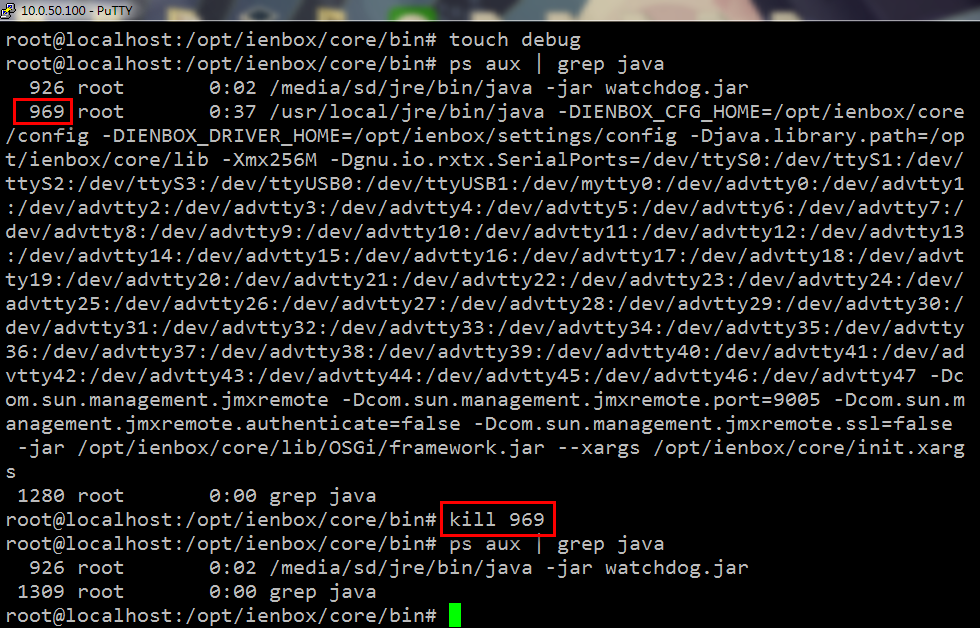 10.0.50.100 - PuTTY
root@localhost:/opt/ienbox/core/bin# touch debug
root@localhost:/opt/ienbox/core/bin# ps aux | grep java
  926 root       0:02 /media/sd/jre/bin/java -jar watchdog.jar
  969 root       0:37 /usr/local/jre/bin/java -DIENBOX_CFG_HOME=/opt/ienbox/core
/config -DIENBOX_DRIVER_HOME=/opt/ienbox/settings/config -Djava.library.path=/op
t/ienbox/core/lib -Xmx256M -Dgnu.io.rxtx.SerialPorts=/dev/ttyS0:/dev/ttyS1:/dev/
ttyS2:/dev/ttyS3:/dev/ttyUSB0:/dev/ttyUSB1:/dev/mytty0:/dev/advtty0:/dev/advtty1
:/dev/advtty2:/dev/advtty3:/dev/advtty4:/dev/advtty5:/dev/advtty6:/dev/advtty7:/
dev/advtty8:/dev/advtty9:/dev/advtty10:/dev/advtty11:/dev/advtty12:/dev/advtty13
:/dev/advtty14:/dev/advtty15:/dev/advtty16:/dev/advtty17:/dev/advtty18:/dev/advt
ty19:/dev/advtty20:/dev/advtty21:/dev/advtty22:/dev/advtty23:/dev/advtty24:/dev/
advtty25:/dev/advtty26:/dev/advtty27:/dev/advtty28:/dev/advtty29:/dev/advtty30:/
dev/advtty31:/dev/advtty32:/dev/advtty33:/dev/advtty34:/dev/advtty35:/dev/advtty
36:/dev/advtty37:/dev/advtty38:/dev/advtty39:/dev/advtty40:/dev/advtty41:/dev/ad
vtty42:/dev/advtty43:/dev/advtty44:/dev/advtty45:/dev/advtty46:/dev/advtty47 -Dc
om.sun.management.jmxremote -Dcom.sun.management.jmxremote.port=9005 -Dcom.sun.m
anagement.jmxremote.authenticate=false -Dcom.sun.management.jmxremote.ssl=false
 -jar /opt/ienbox/core/lib/OSGi/framework.jar --xargs /opt/ienbox/core/init.xarg
s
 1280 root       0:00 grep java
root@localhost:/opt/ienbox/core/bin# kill 969
root@localhost:/opt/ienbox/core/bin# ps aux | grep java
  926 root       0:02 /media/sd/jre/bin/java -jar watchdog.jar
 1309 root       0:00 grep java
root@localhost:/opt/ienbox/core/bin#